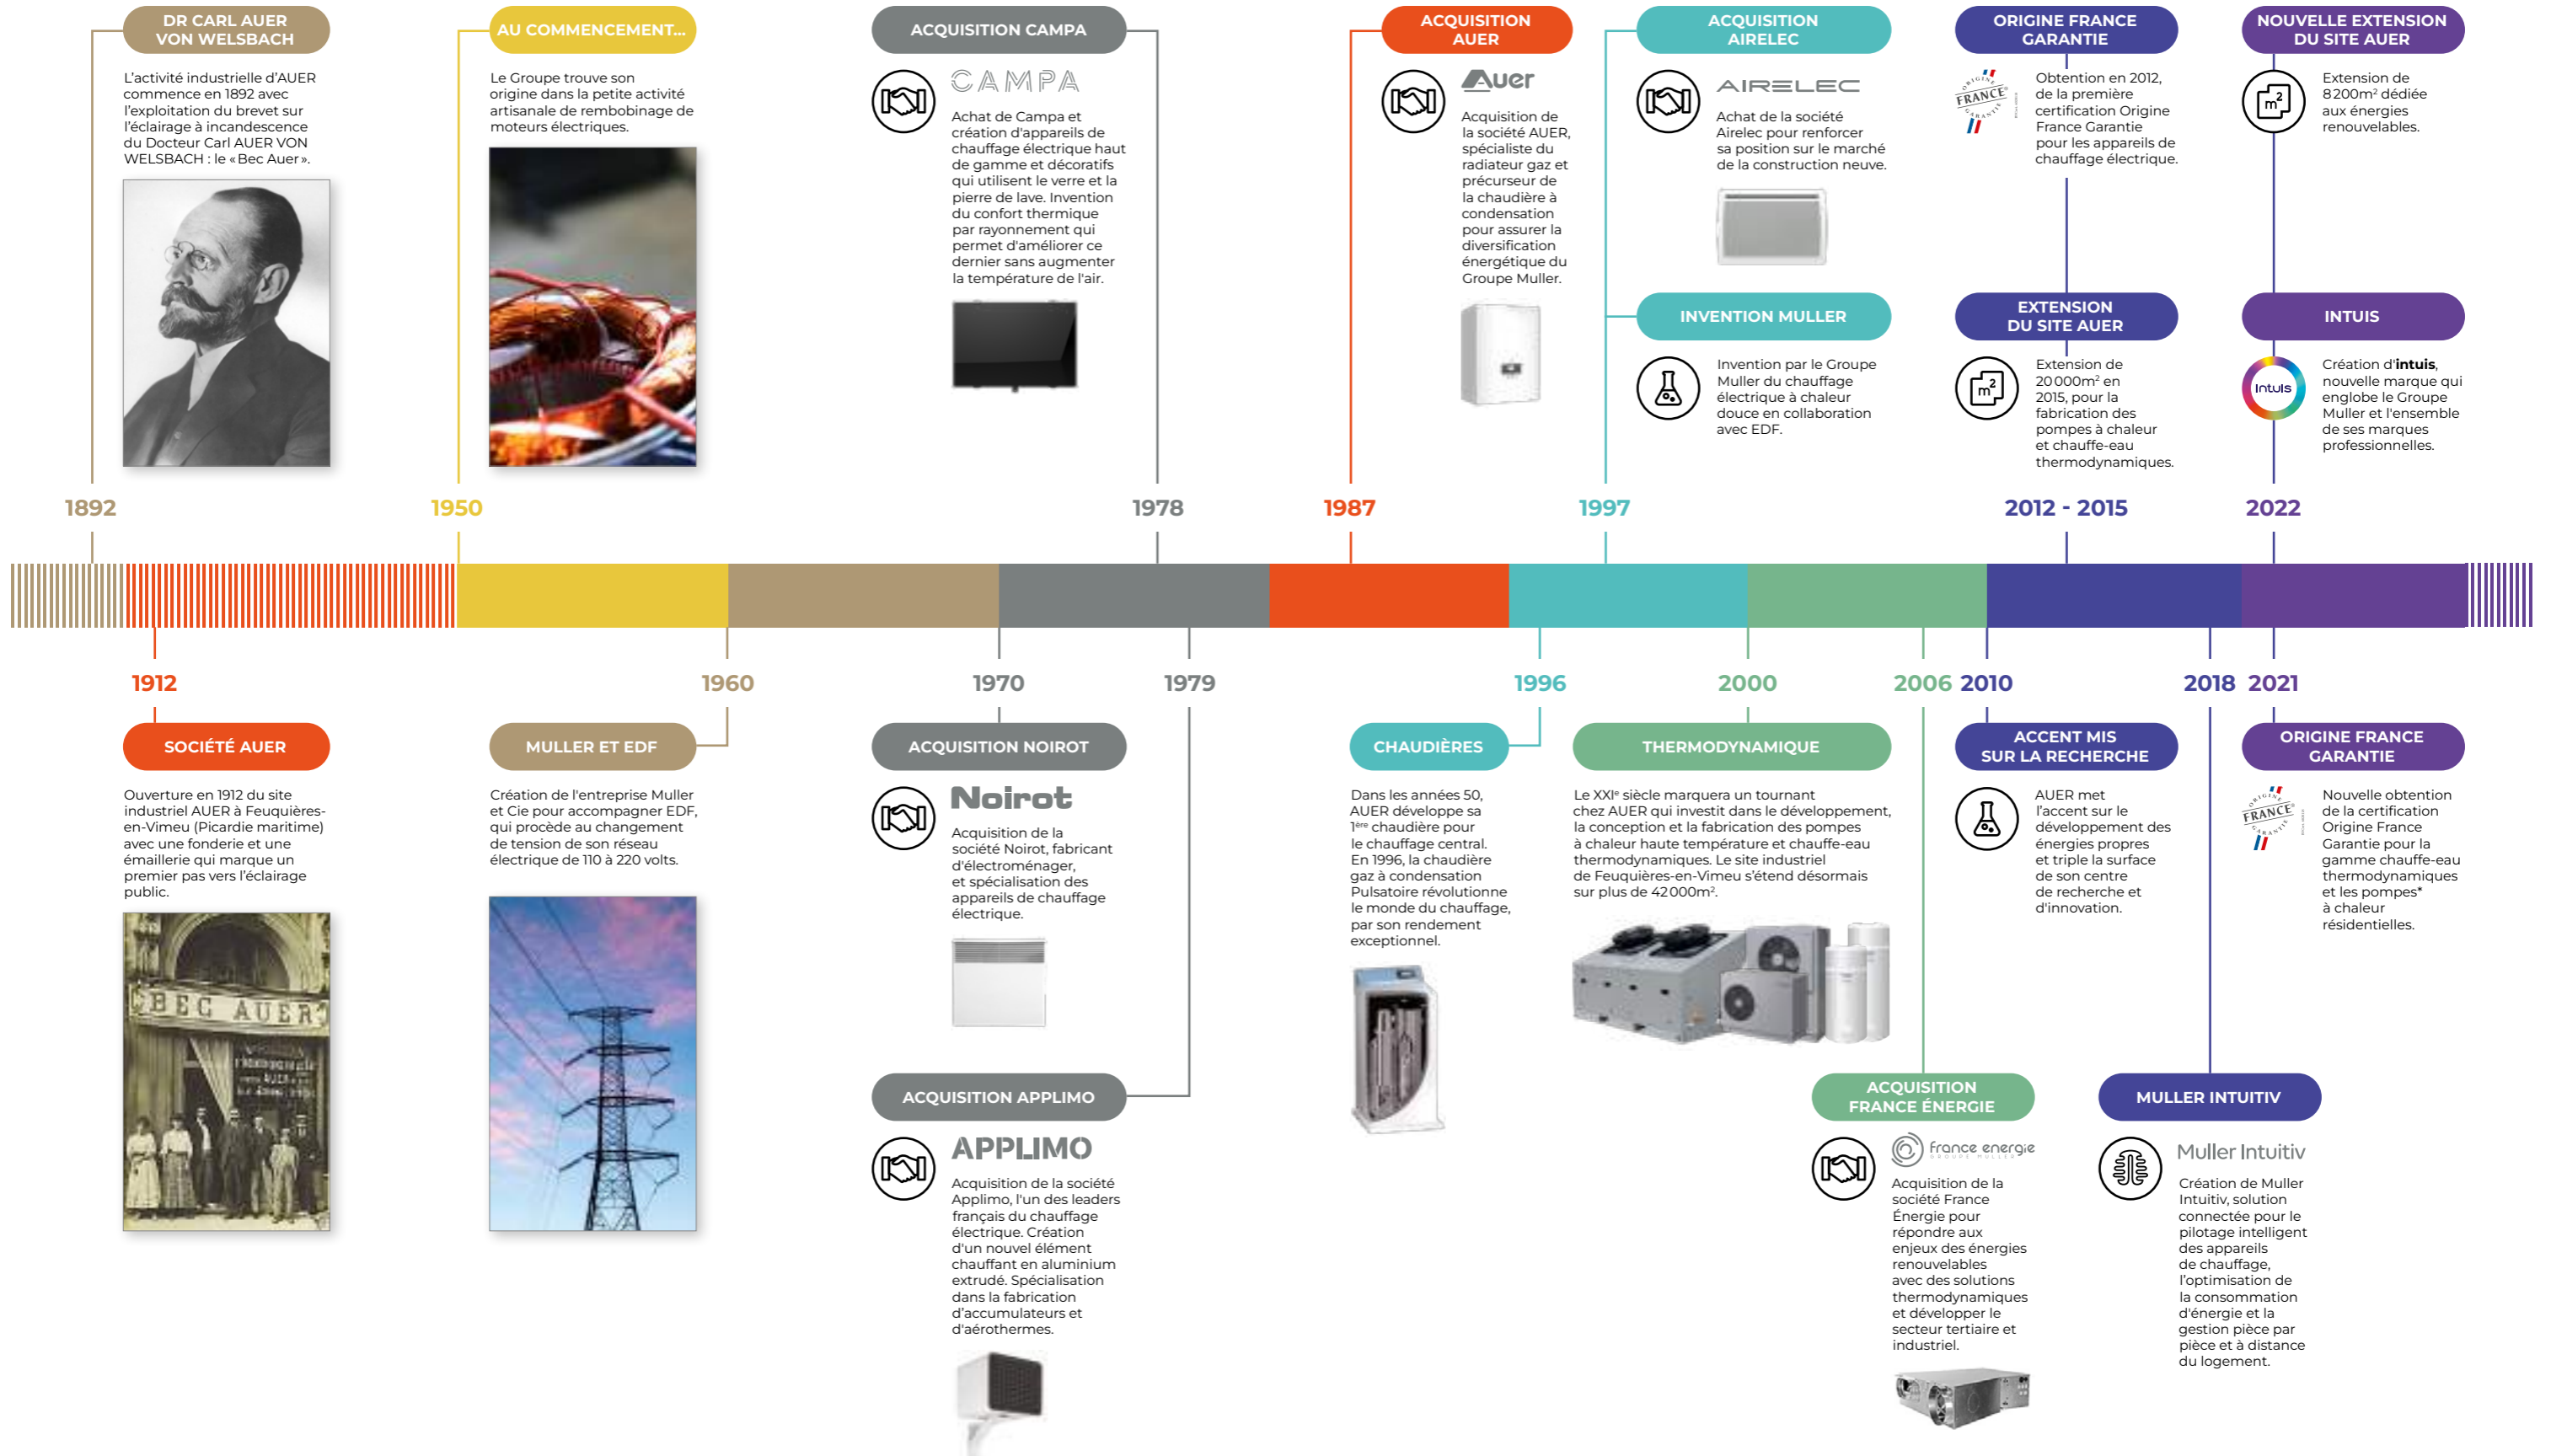 DR CARL AUER
VON WELSBACH
L'activité industrielle d'AUER
commence en 1892 avec
l'exploitation du brevet sur
l'éclairage à incandescence
du Docteur Carl AUER VON
WELSBACH : le «Bec Auer».
AU COMMENCEMENT...
Le Groupe trouve son
origine dans la petite activité
artisanale de rembobinage de
moteurs électriques.
ACQUISITION CAMPA
CAMPA
Achat de Campa et
création d'appareils de
chauffage électrique haut
de gamme et décoratifs
qui utilisent le verre et la
pierre de lave. Invention
du confort thermique
par rayonnement qui
permet d'améliorer ce
dernier sans augmenter
la température de l'air.
ACQUISITION
AUER
Auer
Acquisition de
la société AUER,
spécialiste du
radiateur gaz et
précurseur de
la chaudière à
condensation
pour assurer la
diversification
énergétique du
Groupe Muller.
ACQUISITION
AIRELEC
AIRELEC
Achat de la société
Airelec pour renforcer
sa position sur le marché
de la construction neuve.
INVENTION MULLER
Invention par le Groupe
Muller du chauffage
électrique à chaleur
douce en collaboration
avec EDF.
ORIGINE FRANCE
GARANTIE
ORIGINE
FRANCE
GARANTIE
Obtention en 2012,
de la première
certification Origine
France Garantie
pour les appareils de
chauffage électrique.
EXTENSION
DU SITE AUER
m²
Extension de
20 000m² en
2015, pour la
fabrication des
pompes à chaleur
et chauffe-eau
thermodynamiques.
NOUVELLE EXTENSION
DU SITE AUER
m²
Extension de
8 200m² dédiée
aux énergies
renouvelables.
INTUIS
Intuis
Création d'intuis,
nouvelle marque qui
englobe le Groupe
Muller et l'ensemble
de ses marques
professionnelles.
1892
1950
1978
1987
1997
2012 - 2015
2022
1912
1960
1970
1979
1996
2000
2006
2010
2018
2021
SOCIÉTÉ AUER
Ouverture en 1912 du site
industriel AUER à Feuquières-
en-Vimeu (Picardie maritime)
avec une fonderie et une
émaillerie qui marque un
premier pas vers l'éclairage
public.
BEC AUER
MULLER ET EDF
Création de l'entreprise Muller
et Cie pour accompagner EDF,
qui procède au changement
de tension de son réseau
électrique de 110 à 220 volts.
ACQUISITION NOIROT
Noirot
Acquisition de la
société Noirot, fabricant
d'électroménager,
et spécialisation des
appareils de chauffage
électrique.
ACQUISITION APPLIMO
APPLIMO
Acquisition de la société
Applimo, l'un des leaders
français du chauffage
électrique. Création
d'un nouvel élément
chauffant en aluminium
extrudé. Spécialisation
dans la fabrication
d'accumulateurs et
d'aérothermes.
CHAUDIÈRES
Dans les années 50,
AUER développe sa
1ère chaudière pour
le chauffage central.
En 1996, la chaudière
gaz à condensation
Pulsatoire révolutionne
le monde du chauffage,
par son rendement
exceptionnel.
THERMODYNAMIQUE
Le XXIe siècle marquera un tournant
chez AUER qui investit dans le développement,
la conception et la fabrication des pompes
à chaleur haute température et chauffe-eau
thermodynamiques. Le site industriel
de Feuquières-en-Vimeu s'étend désormais
sur plus de 42 000m².
ACQUISITION
FRANCE ÉNERGIE
france energie
GROUPE MULLER
Acquisition de la
société France
Énergie pour
répondre aux
enjeux des énergies
renouvelables
avec des solutions
thermodynamiques
et développer le
secteur tertiaire et
industriel.
ACCENT MIS
SUR LA RECHERCHE
AUER met
l'accent sur le
développement des
énergies propres
et triple la surface
de son centre
de recherche et
d'innovation.
MULLER INTUITIV
Muller Intuitiv
Création de Muller
Intuitiv, solution
connectée pour le
pilotage intelligent
des appareils
de chauffage,
l'optimisation de
la consommation
d'énergie et la
gestion pièce par
pièce et à distance
du logement.
ORIGINE FRANCE
GARANTIE
ORIGINE
FRANCE
GARANTIE
Nouvelle obtention
de la certification
Origine France
Garantie pour la
gamme chauffe-eau
thermodynamiques
et les pompes*
à chaleur
résidentielles.